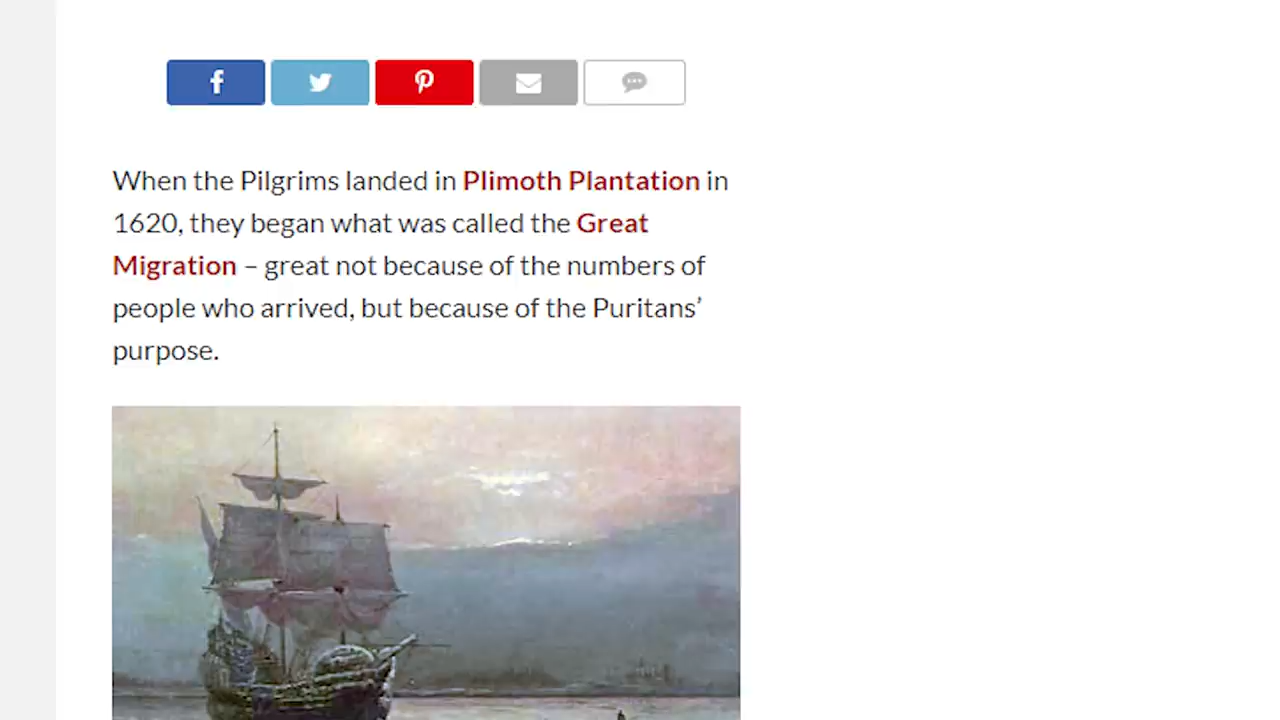 When the Pilgrims landed in Plimoth Plantation in
1620, they began what was called the Great
Migration – great not because of the numbers of
people who arrived, but because of the Puritans’
purpose.